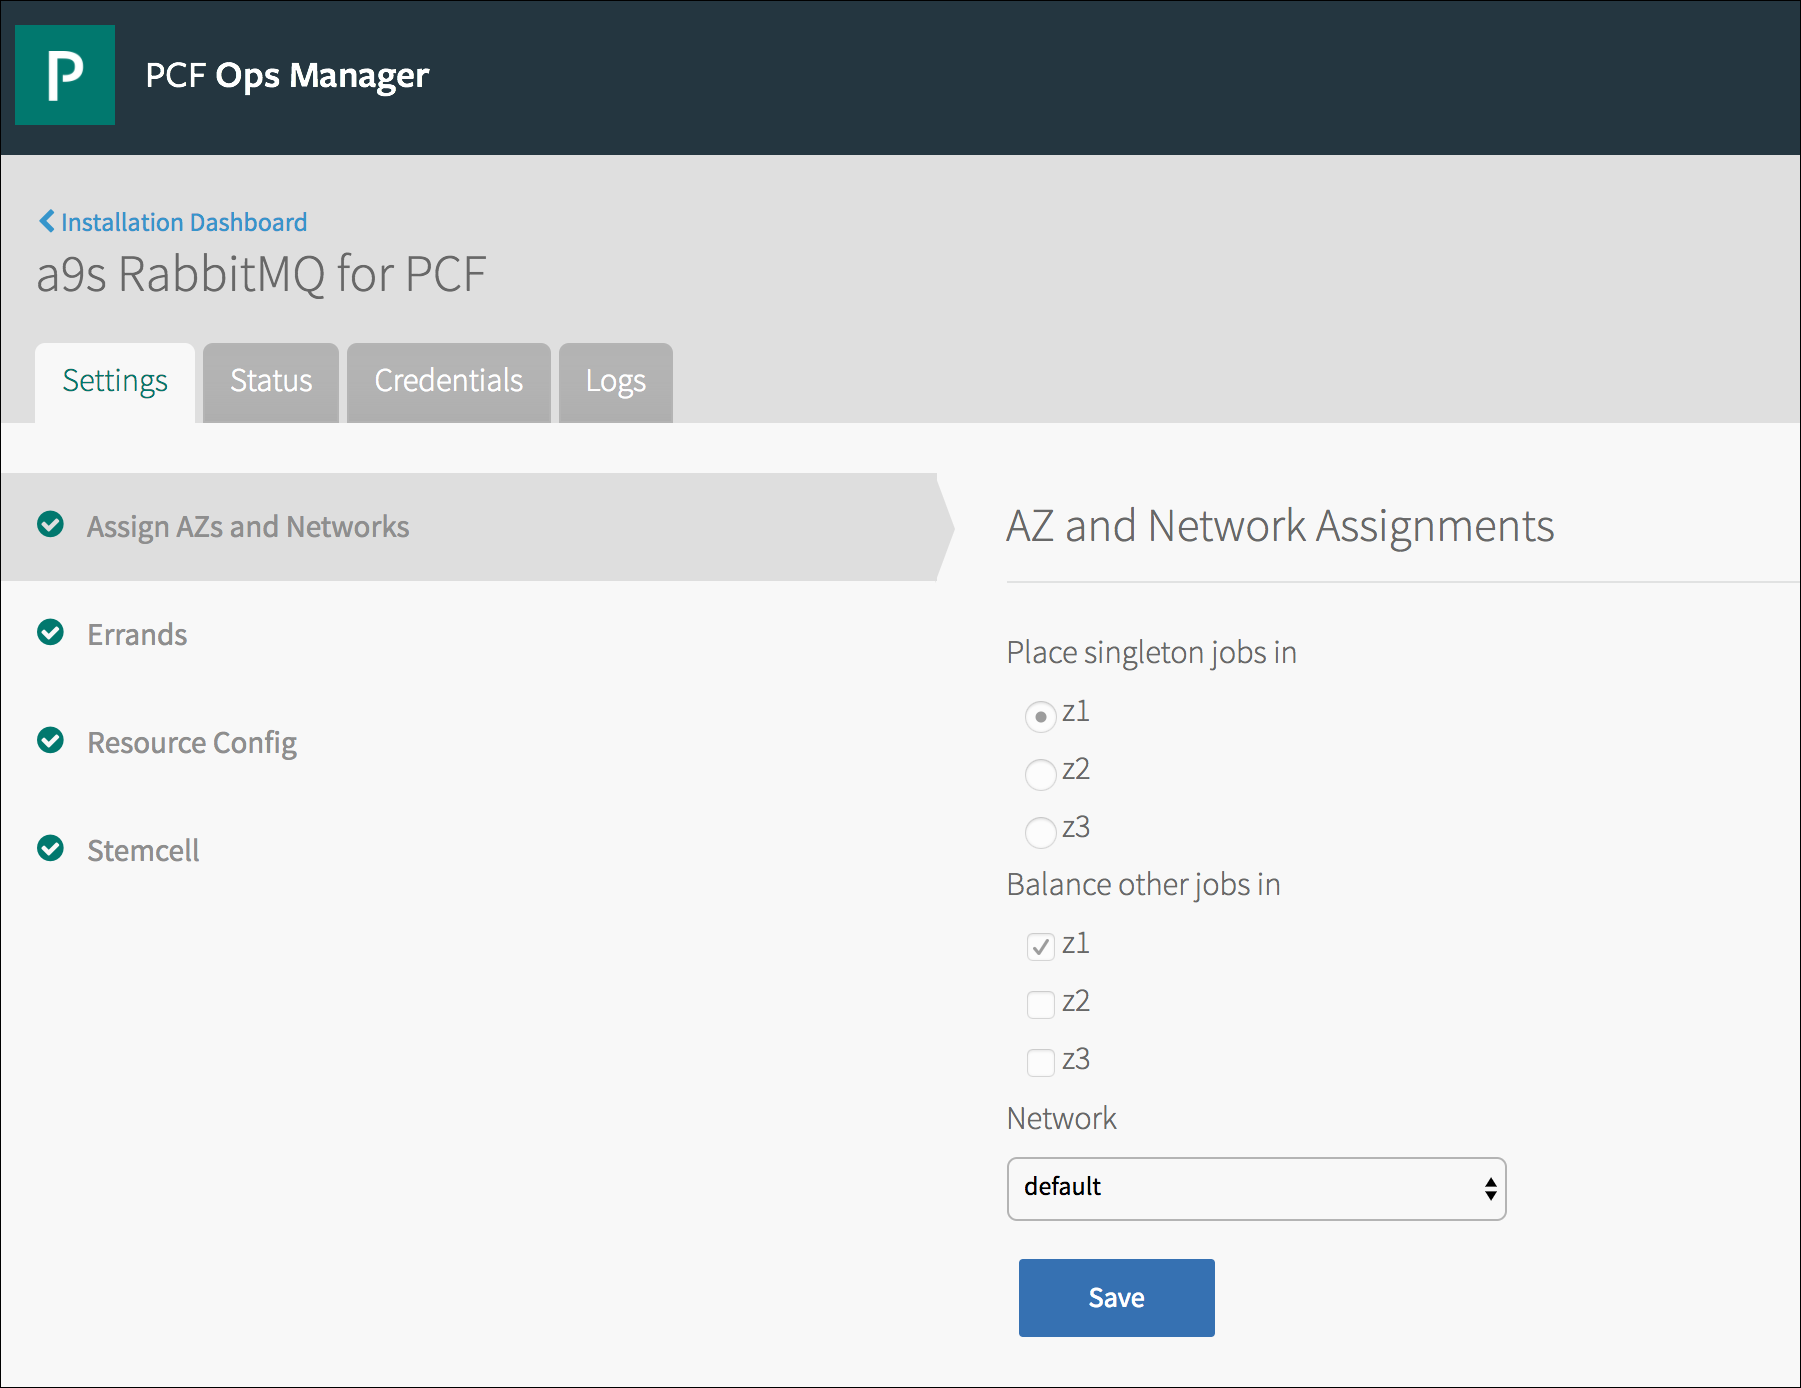 P
PCF Ops Manager
Installation Dashboard
a9s RabbitMQ for PCF
Settings
Status
Credentials
Logs
Assign AZs and Networks
Errands
Resource Config
Stemcell
AZ and Network Assignments
Place singleton jobs in
z1
z2
z3
Balance other jobs in
z1
z2
z3
Network
default
Save